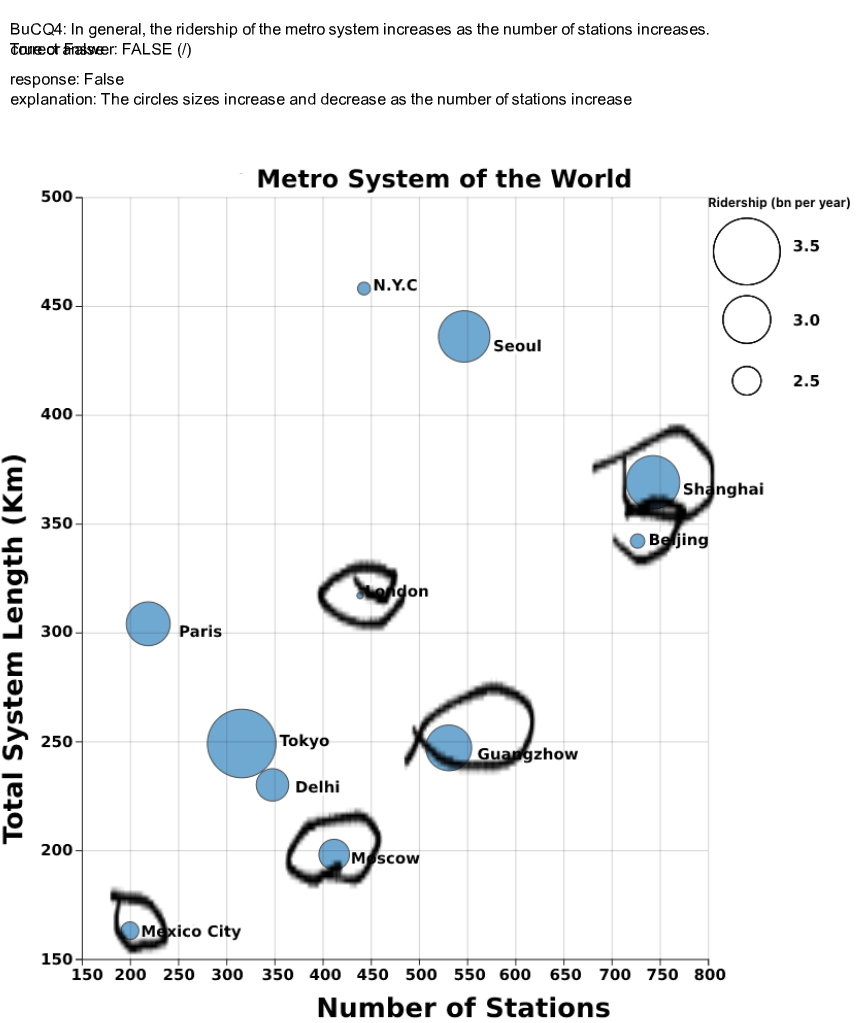 BuCQ4: In general, the ridership of the metro system increases as the number of stations increases.
True or False
correct answer: FALSE (/)
response: False
explanation: The circles sizes increase and decrease as the number of stations increase
Metro System of the World
Ridership (bn per year)
3.5
3.0
2.5
Total System Length (Km)
500
450
400
350
300
250
200
150
N.Y.C
Seoul
Shanghai
Beijing
London
Paris
Tokyo
Guangzhow
Delhi
Moscow
Mexico City
150 200 250 300 350 400 450 500 550 600 650 700 750 800
Number of Stations